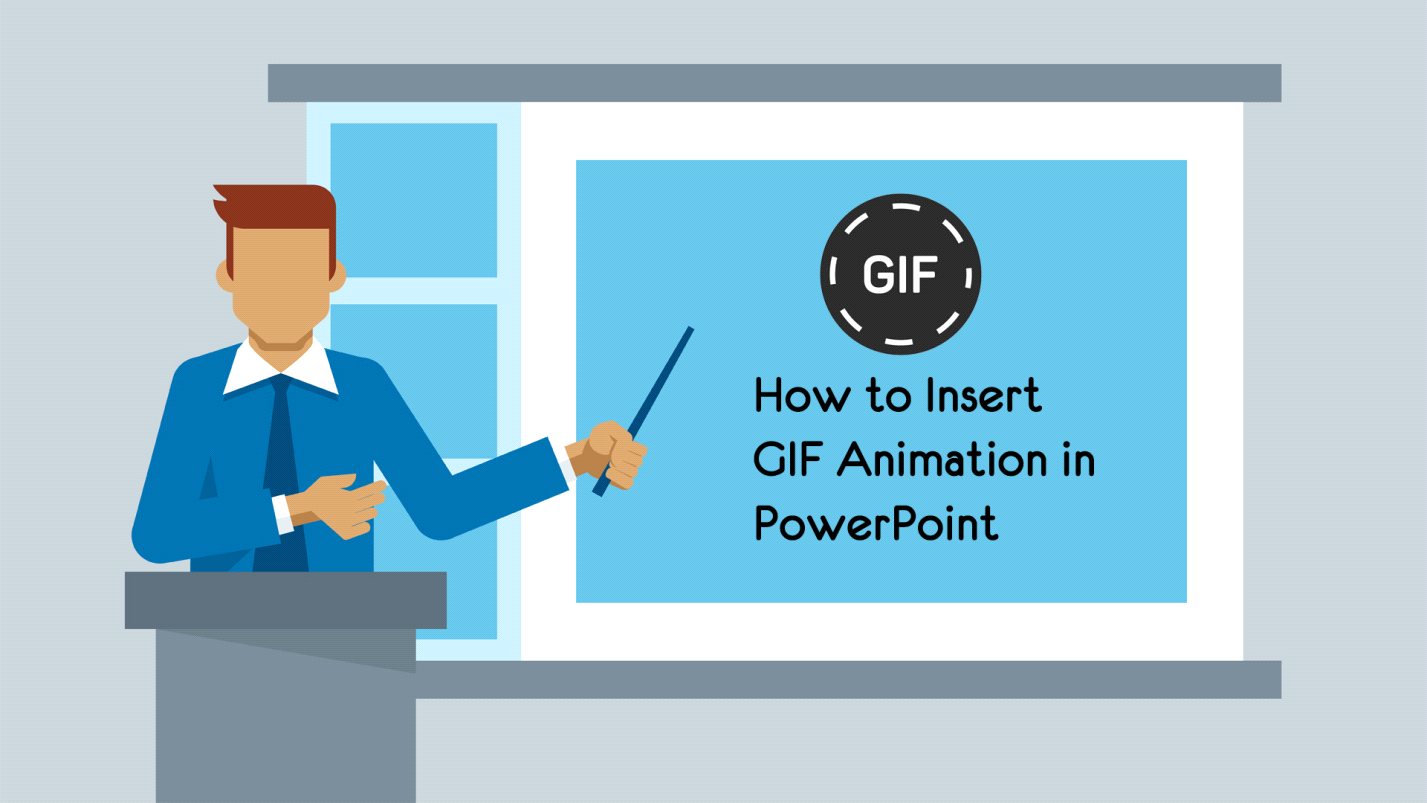 GIF
How to Insert
GIF Animation in
PowerPoint